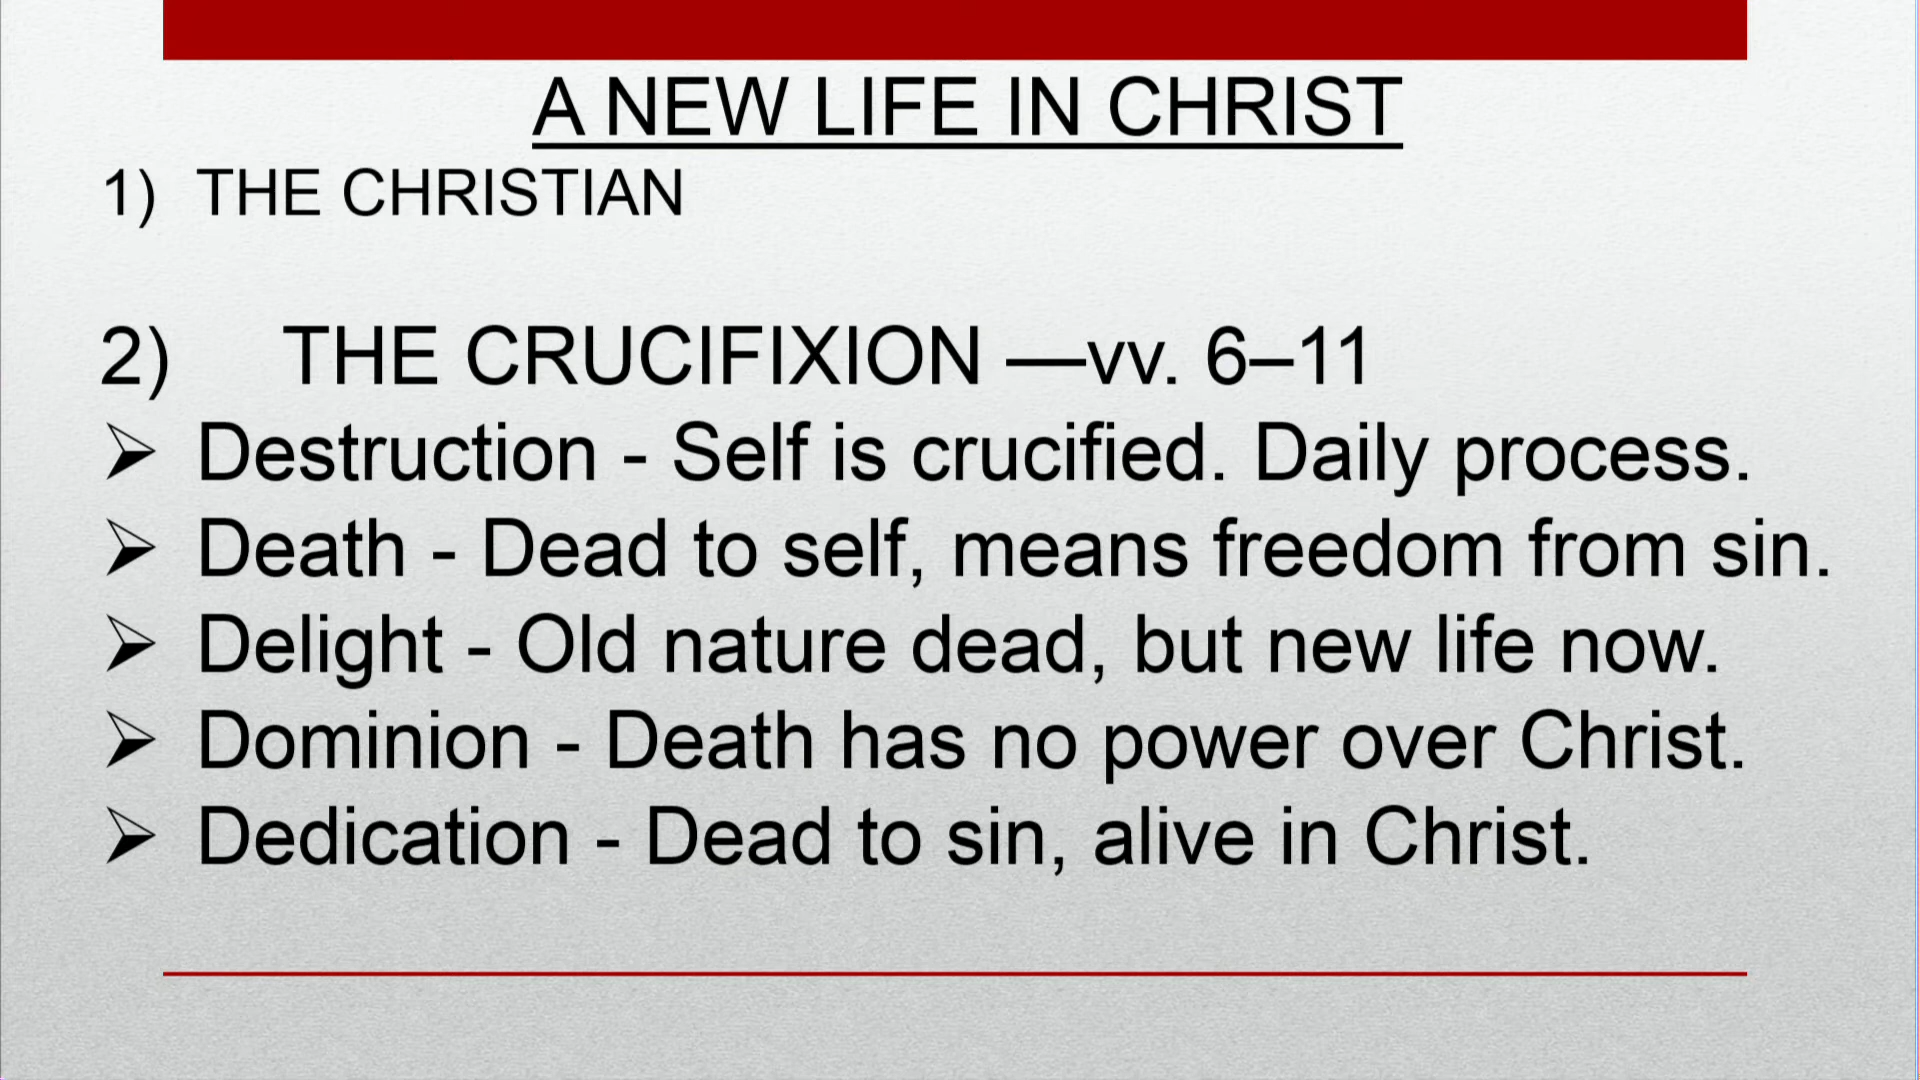 A NEW LIFE IN CHRIST
1) THE CHRISTIAN
2) THE CRUCIFIXION —vv. 6–11
➢ Destruction - Self is crucified. Daily process.
➢ Death - Dead to self, means freedom from sin.
➢ Delight - Old nature dead, but new life now.
➢ Dominion - Death has no power over Christ.
➢ Dedication - Dead to sin, alive in Christ.